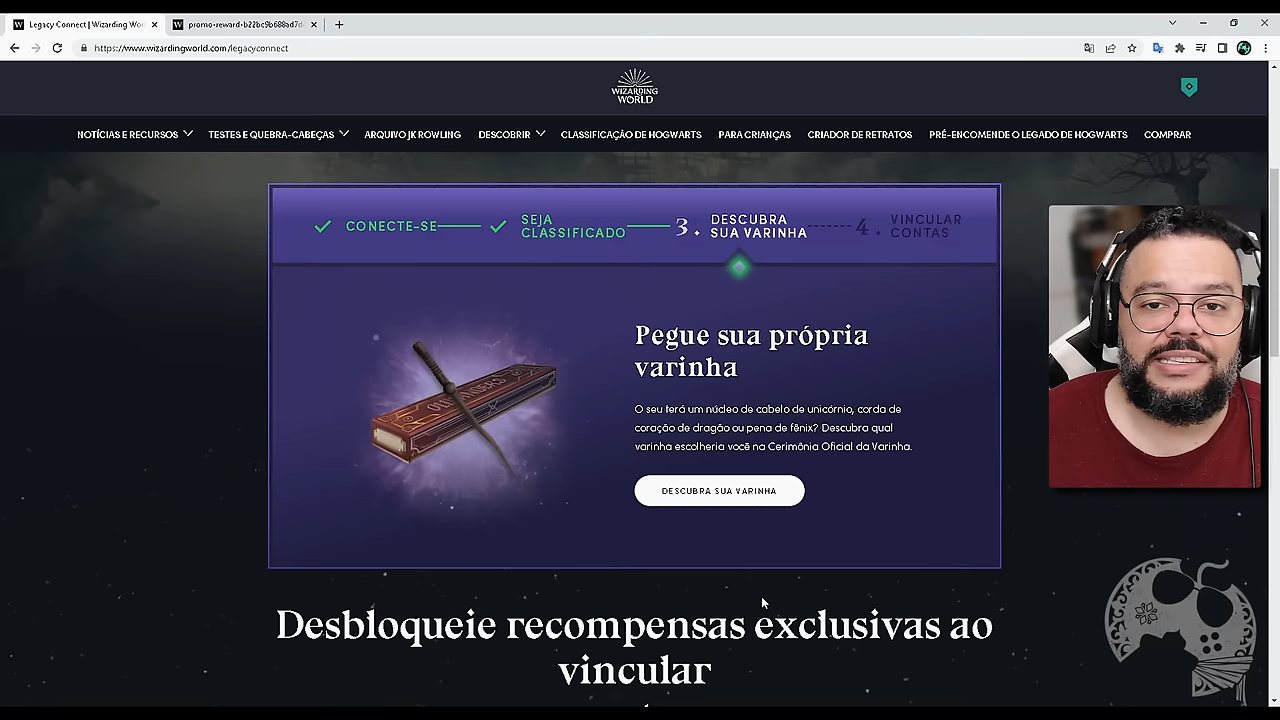 Legacy Connect | Wizarding Wor
promo-reward-b22bc9b688ad7d
https://www.wizardingworld.com/legacyconnect
WIZARDING
WORLD
NOTÍCIAS E RECURSOS TESTES E QUEBRA-CABEÇAS ARQUIVO JK ROWLING DESCOBRIR CLASSIFICAÇÃO DE HOGWARTS PARA CRIANÇAS CRIADOR DE RETRATOS PRÉ-ENCOMENDE O LEGADO DE HOGWARTS COMPRAR
CONECTE-SE
SEJA
CLASSIFICADO
3. DESCUBRA
SUA VARINHA
4. VINCULAR
CONTAS
Pegue sua própria
varinha
O seu terá um núcleo de cabelo de unicórnio, corda de
coração de dragão ou pena de fênix? Descubra qual
varinha escolheria você na Cerimônia Oficial da Varinha.
DESCUBRA SUA VARINHA
Desbloqueie recompensas exclusivas ao
vincular